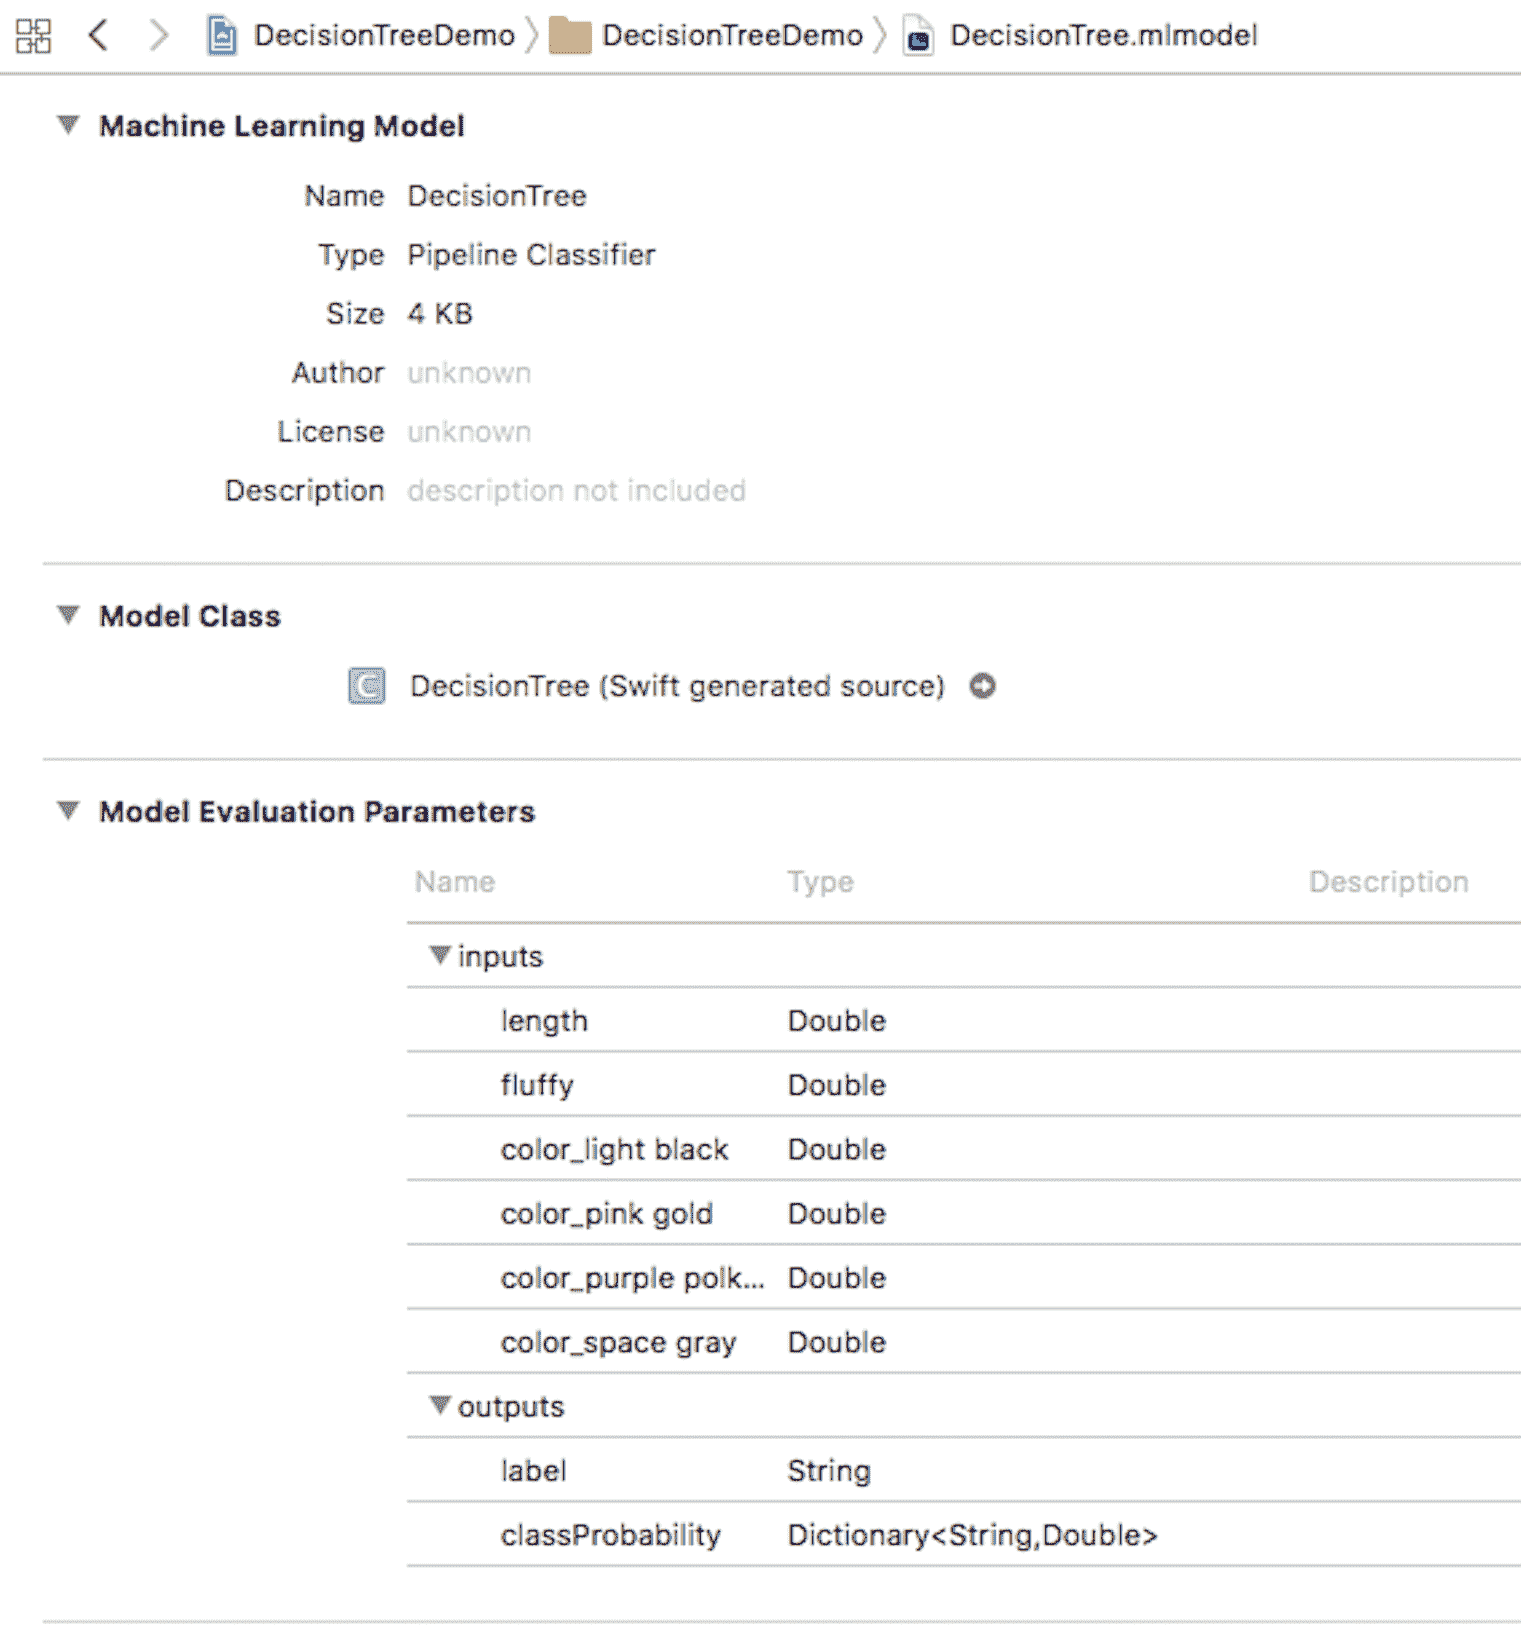 DecisionTreeDemo DecisionTreeDemo DecisionTree.mlmodel
Machine Learning Model
Name DecisionTree
Type Pipeline Classifier
Size 4 KB
Author unknown
License unknown
Description description not included
Model Class
C DecisionTree (Swift generated source)
Model Evaluation Parameters
Name Type Description
inputs
length Double
fluffy Double
color_light black Double
color_pink gold Double
color_purple polk... Double
color_space gray Double
outputs
label String
classProbability Dictionary<String,Double>